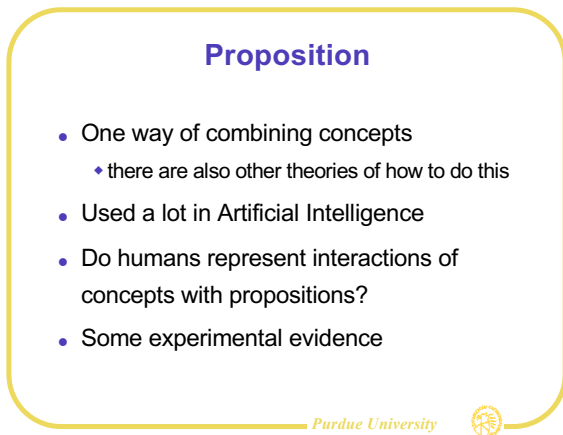 Proposition
One way of combining concepts
there are also other theories of how to do this
Used a lot in Artificial Intelligence
Do humans represent interactions of
concepts with propositions?
Some experimental evidence
Purdue University